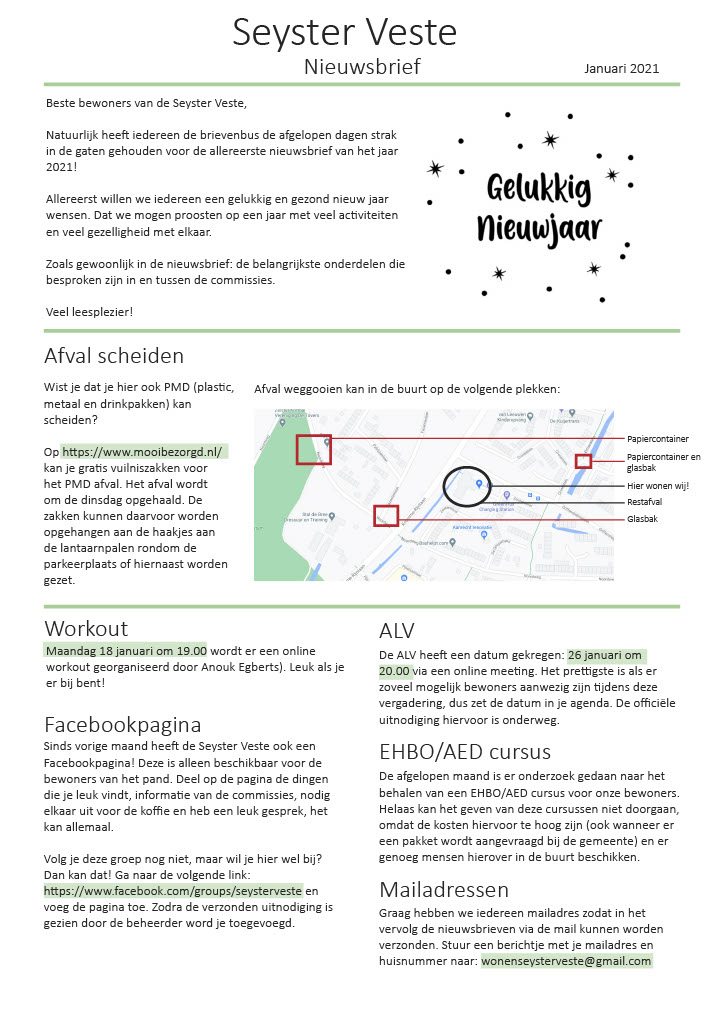 Seyster Veste
Nieuwsbrief
Januari 2021
Beste bewoners van de Seyster Veste,
Natuurlijk heeft iedereen de brievenbus de afgelopen dagen strak
in de gaten gehouden voor de allereerste nieuwsbrief van het jaar
2021!
Allereerst willen we iedereen een gelukkig en gezond nieuw jaar
wensen. Dat we mogen proosten op een jaar met veel activiteiten
en veel gezelligheid met elkaar.
Zoals gewoonlijk in de nieuwsbrief: de belangrijkste onderdelen die
besproken zijn in en tussen de commissies.
Veel leesplezier!
Gelukkig
Nieuwjaar
Afval scheiden
Wist je dat je hier ook PMD (plastic,
metaal en drinkpakken) kan
scheiden?
Op https://www.mooibezorgd.nl/
kan je gratis vuilniszakken voor
het PMD afval. Het afval wordt
om de dinsdag opgehaald. De
zakken kunnen daarvoor worden
opgehangen aan de haakjes aan
de lantaarnpalen rondom de
parkeerplaats of hiernaast worden
gezet.
Afval weggooien kan in de buurt op de volgende plekken:
Papiercontainer
Papiercontainer en
glasbak
Hier wonen wij!
Restafval
Glasbak
Workout
Maandag 18 januari om 19.00 wordt er een online
workout georganiseerd door Anouk Egberts). Leuk als je
er bij bent!
Facebookpagina
Sinds vorige maand heeft de Seyster Veste ook een
Facebookpagina! Deze is alleen beschikbaar voor de
bewoners van het pand. Deel op de pagina de dingen
die je leuk vindt, informatie van de commissies, nodig
elkaar uit voor de koffie en heb een leuk gesprek, het
kan allemaal.
Volg je deze groep nog niet, maar wil je hier wel bij?
Dan kan dat! Ga naar de volgende link:
https://www.facebook.com/groups/seysterveste en
voeg de pagina toe. Zodra de verzonden uitnodiging is
gezien door de beheerder word je toegevoegd.
ALV
De ALV heeft een datum gekregen: 26 januari om
20.00 via een online meeting. Het prettigste is als er
zoveel mogelijk bewoners aanwezig zijn tijdens deze
vergadering, dus zet de datum in je agenda. De officiële
uitnodiging hiervoor is onderweg.
EHBO/AED cursus
De afgelopen maand is er onderzoek gedaan naar het
behalen van een EHBO/AED cursus voor onze bewoners.
Helaas kan het geven van deze cursussen niet doorgaan,
omdat de kosten hiervoor te hoog zijn (ook wanneer er
een pakket wordt aangevraagd bij de gemeente) en er
genoeg mensen hierover in de buurt beschikken.
Mailadressen
Graag hebben we iedereen mailadres zodat in het
vervolg de nieuwsbrieven via de mail kunnen worden
verzonden. Stuur een berichtje met je mailadres en
huisnummer naar: wonenseysterveste@gmail.com